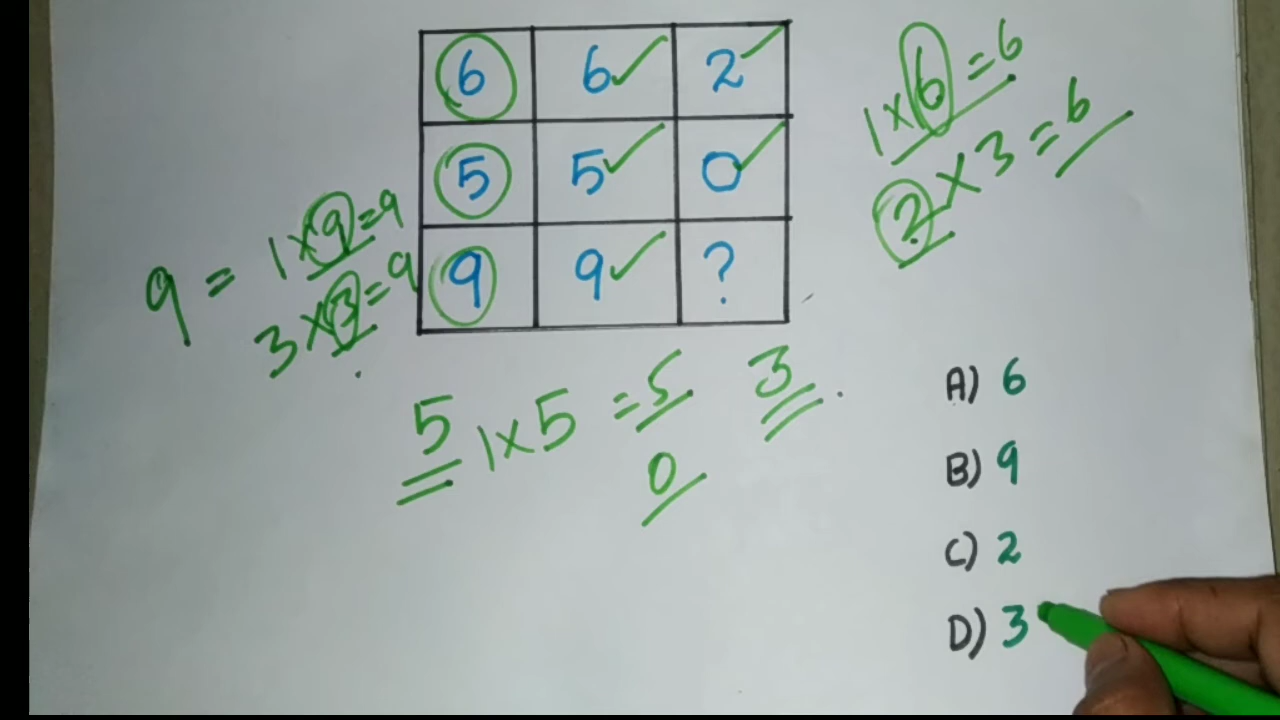 6 6 2
5 5 0
9 9 ?
1×6=6
2×3=6
9 = 1×9=9
3×3=9
5 1×5 =5
0
3
A) 6
B) 9
C) 2
D) 3